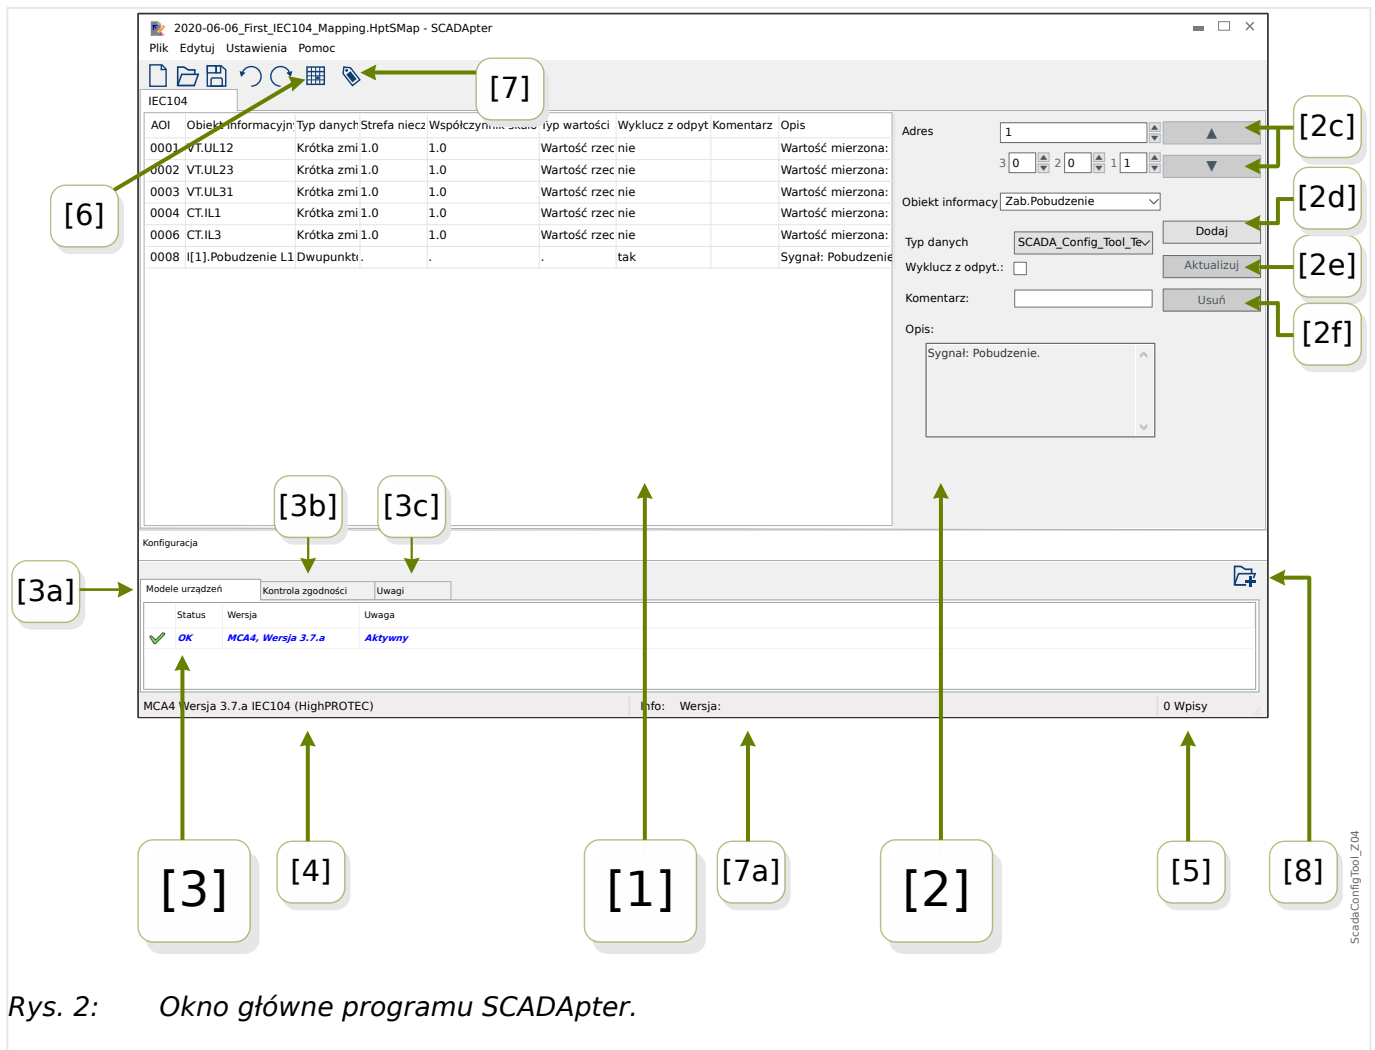 2020-06-06_First_IEC104_Mapping.HptSMap - SCADApter
Plik Edytuj Ustawienia Pomoc
[7]
IEC104
AOI Obiekt informacyjn Typ danych Strefa niecz Współczynnik skalo Typ wartości Wyklucz z odpyt Komentarz Opis
0001 VT.UL12 Krótka zmi 1.0 1.0 Wartość rzec nie Wartość mierzona:
0002 VT.UL23 Krótka zmi 1.0 1.0 Wartość rzec nie Wartość mierzona:
0003 VT.UL31 Krótka zmi 1.0 1.0 Wartość rzec nie Wartość mierzona:
0004 CT.IL1 Krótka zmi 1.0 1.0 Wartość rzec nie Wartość mierzona:
0006 CT.IL3 Krótka zmi 1.0 1.0 Wartość rzec nie Wartość mierzona:
0008 I[1].Pobudzenie L1 Dwupunkt . . . tak Sygnał: Pobudzenie
[6]
Adres 1
3 0 2 0 1 1
Obiekt informacy Zab.Pobudzenie
Dodaj
Typ danych SCADA_Config_Tool_Te
Wyklucz z odpyt.:
Aktualizuj
Komentarz:
Usuń
Opis:
Sygnał: Pobudzenie.
[2c]
[2d]
[2e]
[2f]
[3b] [3c]
Konfiguracja
[3a]
Modele urządzeń Kontrola zgodności Uwagi
Status Wersja Uwaga
OK MCA4, Wersja 3.7.a Aktywny
MCA4 Wersja 3.7.a IEC104 (HighPROTEC) Info: Wersja: 0 Wpisy
[3] [4] [1] [7a] [2] [5] [8]
ScadaConfigTool_Z04
Rys. 2: Okno główne programu SCADApter.